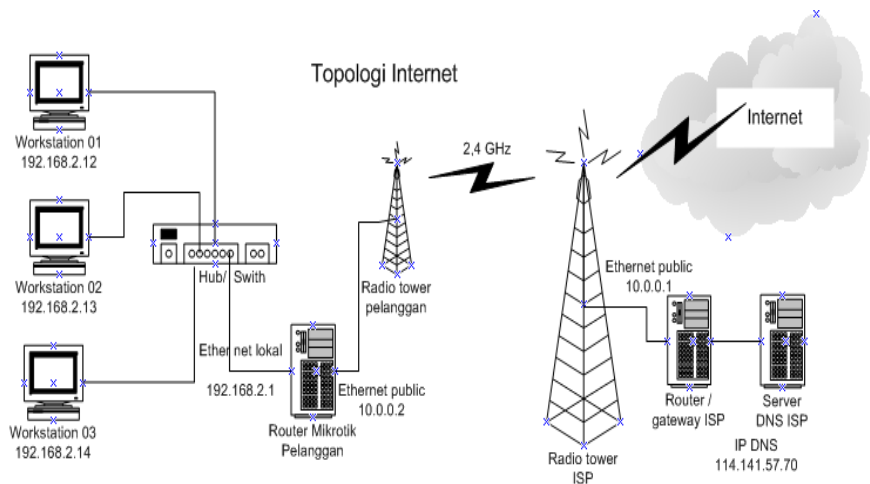 Topologi Internet
Workstation 01
192.168.2.12
Workstation 02
192.168.2.13
Workstation 03
192.168.2.14
Hub/ Swith
Ethernet lokal
192.168.2.1
Router Mikrotik
Pelanggan
Ethernet public
10.0.0.2
Radio tower
pelanggan
2,4 GHz
Radio tower
ISP
Internet
Ethernet public
10.0.0.1
Router /
gateway ISP
Server
DNS ISP
IP DNS
114.141.57.70